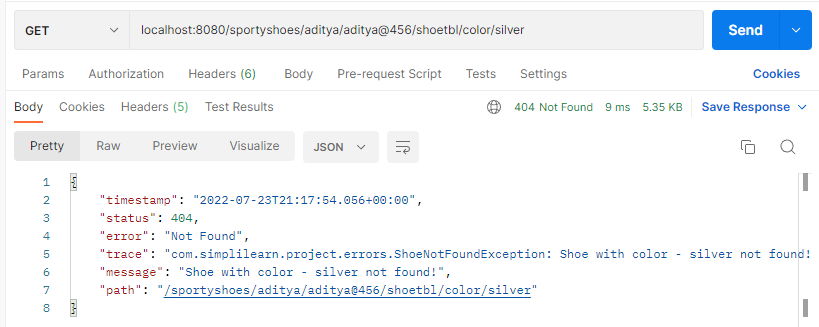 GET localhost:8080/sportyshoes/aditya/aditya@456/shoetbl/color/silver Send
Params Authorization Headers (6) Body Pre-request Script Tests Settings Cookies
Body Cookies Headers (5) Test Results 404 Not Found 9 ms 5.35 KB Save Response
Pretty Raw Preview Visualize JSON
1 {
2 "timestamp": "2022-07-23T21:17:54.056+00:00",
3 "status": 404,
4 "error": "Not Found",
5 "trace": "com.simplilearn.project.errors.ShoeNotFoundException: Shoe with color - silver not found!
6 "message": "Shoe with color - silver not found!",
7 "path": "/sportyshoes/aditya/aditya@456/shoetbl/color/silver"
8 }